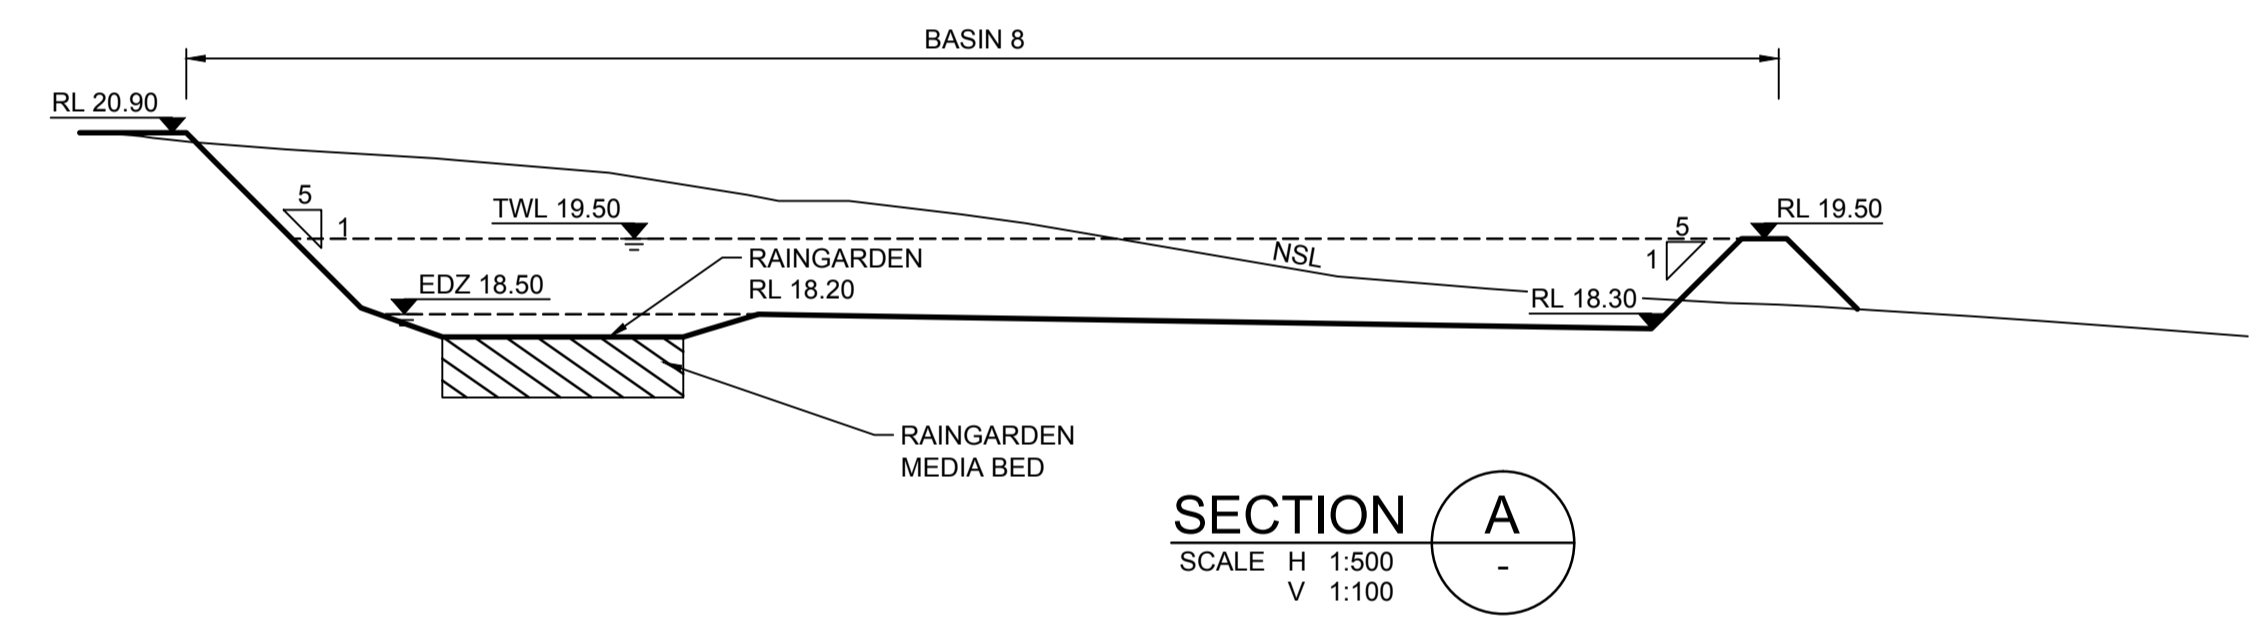 BASIN 8
RL 20.90
5
1
TWL 19.50
RL 19.50
5
1
NSL
RAINGARDEN
RL 18.20
EDZ 18.50
RL 18.30
RAINGARDEN
MEDIA BED
SECTION
A
SCALE H 1:500
V 1:100
-